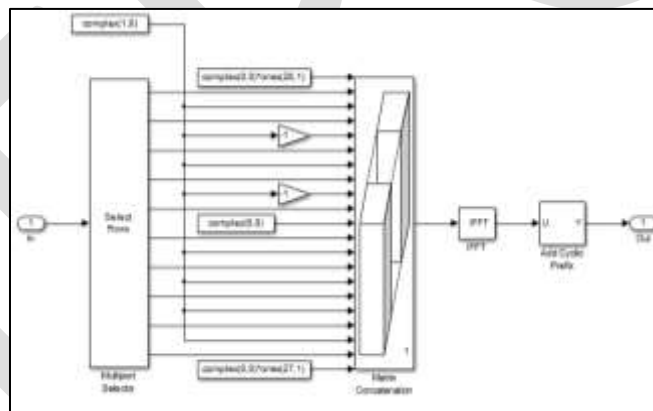 complex(1,0)
complex(0,0)*ones(28,1)
-1
Select
Rows
-1
1
In
complex(0,0)
IFFT
IFFT
U
Y
Add Cyclic
Prefix
1
Out
Multiport
Selector
complex(0,0)*ones(27,1)
Matrix
Concatenation